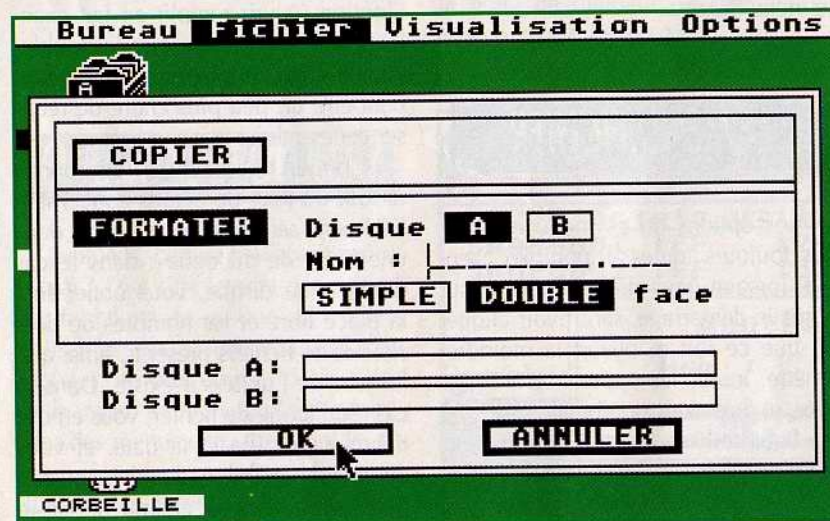 Bureau Fichier Visualisation Options
A
COPIER
FORMATER Disque A B
Nom : ________.___
SIMPLE DOUBLE face
Disque A:
Disque B:
OK ANNULER
CORBEILLE